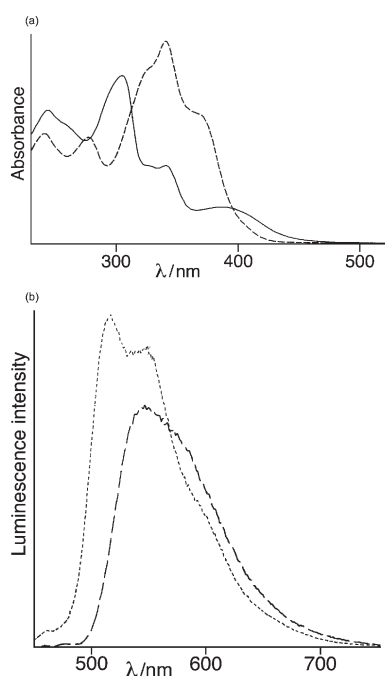 (a)
Absorbance
300
400
500
λ/nm
(b)
Luminescence intensity
500
600
700
λ/nm